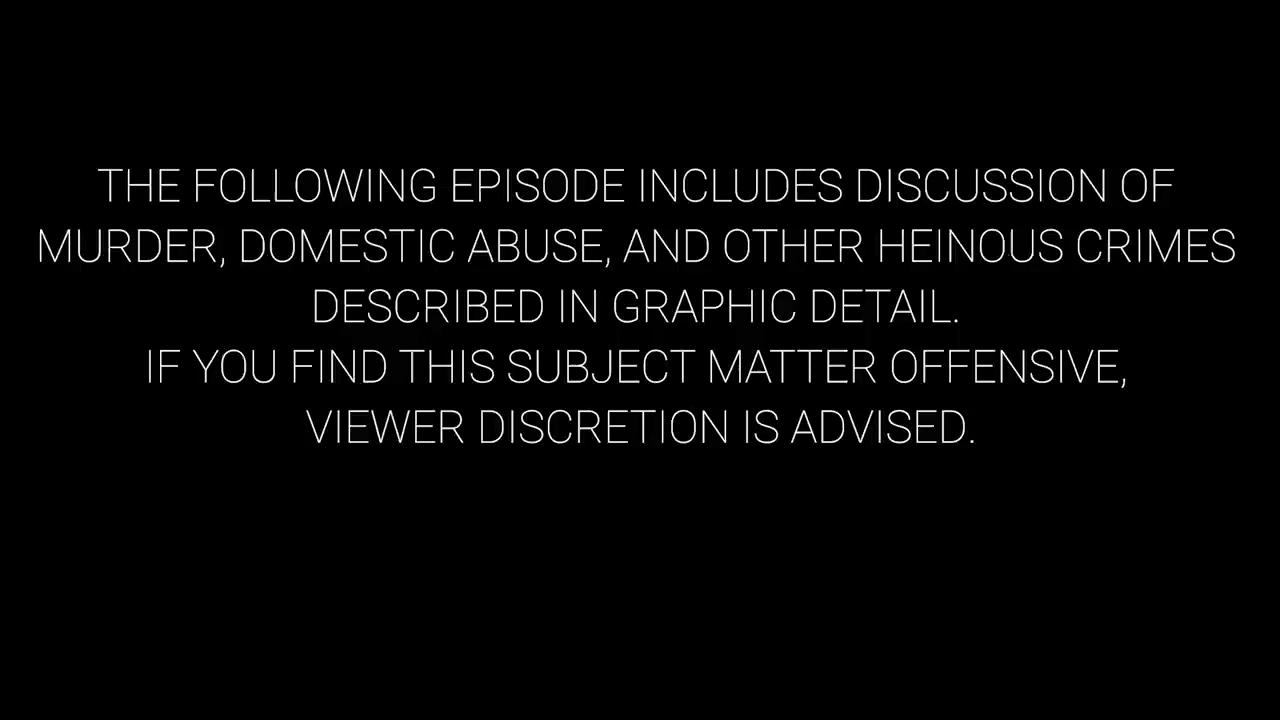 THE FOLLOWING EPISODE INCLUDES DISCUSSION OF
MURDER, DOMESTIC ABUSE, AND OTHER HEINOUS CRIMES
DESCRIBED IN GRAPHIC DETAIL.
IF YOU FIND THIS SUBJECT MATTER OFFENSIVE,
VIEWER DISCRETION IS ADVISED.